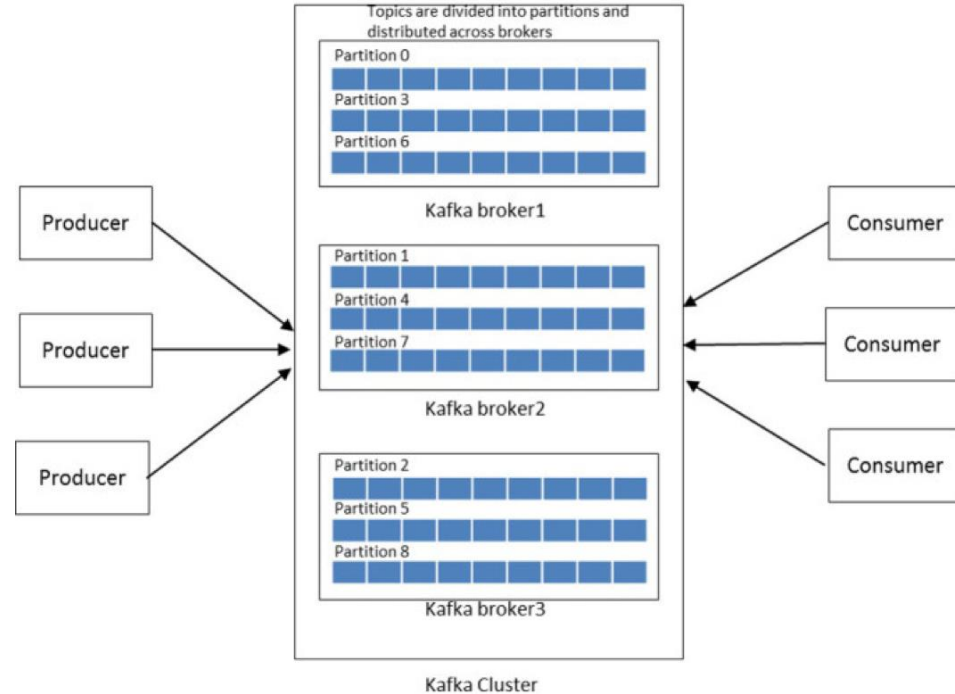 Topics are divided into partitions and
distributed across brokers
Partition 0
Partition 3
Partition 6
Kafka broker1
Producer
Producer
Producer
Partition 1
Partition 4
Partition 7
Kafka broker2
Consumer
Consumer
Consumer
Partition 2
Partition 5
Partition 8
Kafka broker3
Kafka Cluster